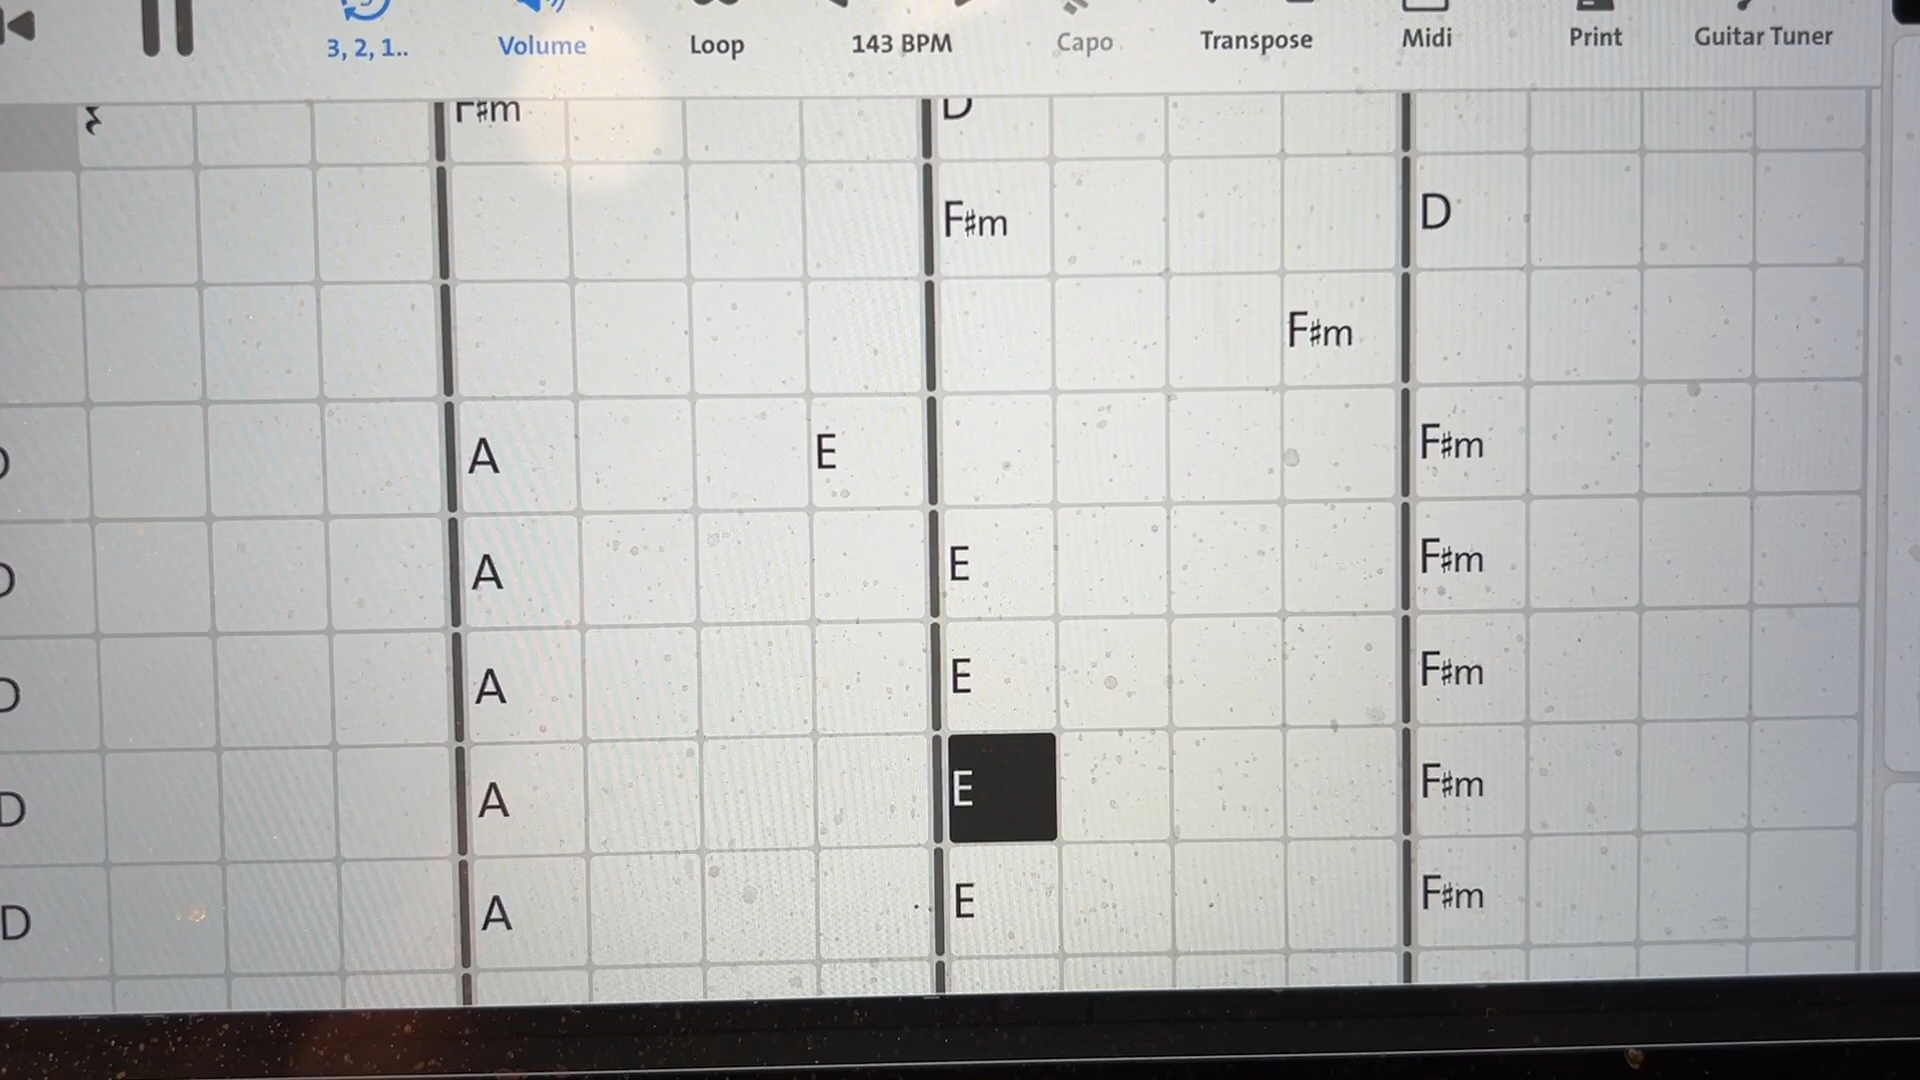 3, 2, 1.. Volume Loop 143 BPM Capo Transpose Midi Print Guitar Tuner
F#m D
F#m D
F#m
D A E F#m
D A E F#m
D A E F#m
D A E F#m
D A E F#m